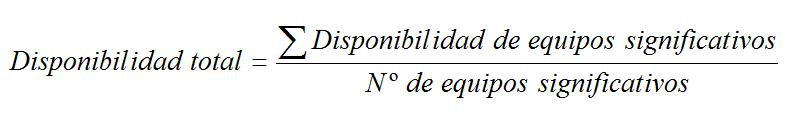 Disponibilidad total = ∑ Disponibilidad de equipos significativos
Nº de equipos significativos